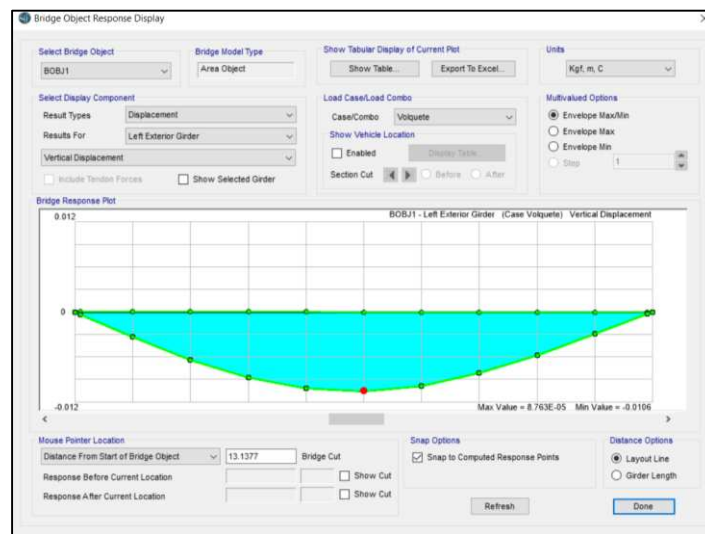 Bridge Object Response Display
Select Bridge Object
BOBJ1
Bridge Model Type
Area Object
Show Tabular Display of Current Plot
Show Table...
Export To Excel...
Units
Kgf, m, C
Select Display Component
Result Types
Displacement
Results For
Left Exterior Girder
Vertical Displacement
Include Tendon Forces
Show Selected Girder
Load Case/Load Combo
Case/Combo
Volquete
Show Vehicle Location
Enabled
Display Table...
Section Cut
Before
After
Multivalued Options
Envelope Max/Min
Envelope Max
Envelope Min
Step
1
Bridge Response Plot
0.012
BOBJ1 - Left Exterior Girder (Case Volquete) Vertical Displacement
0
-0.012
Max Value = 8.763E-05 Min Value = -0.0106
Mouse Pointer Location
Distance From Start of Bridge Object
13.1377
Bridge Cut
Response Before Current Location
Show Cut
Response After Current Location
Show Cut
Snap Options
Snap to Computed Response Points
Distance Options
Layout Line
Girder Length
Refresh
Done